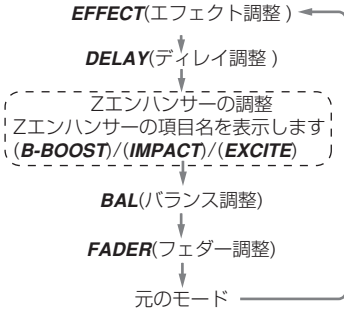 EFFECT(エフェクト調整 )
DELAY(ディレイ調整 )
Zエンハンサーの調整
Zエンハンサーの項目名を表示します
(B-BOOST)/(IMPACT)/(EXCITE)
BAL(バランス調整)
FADER(フェダー調整)
元のモード